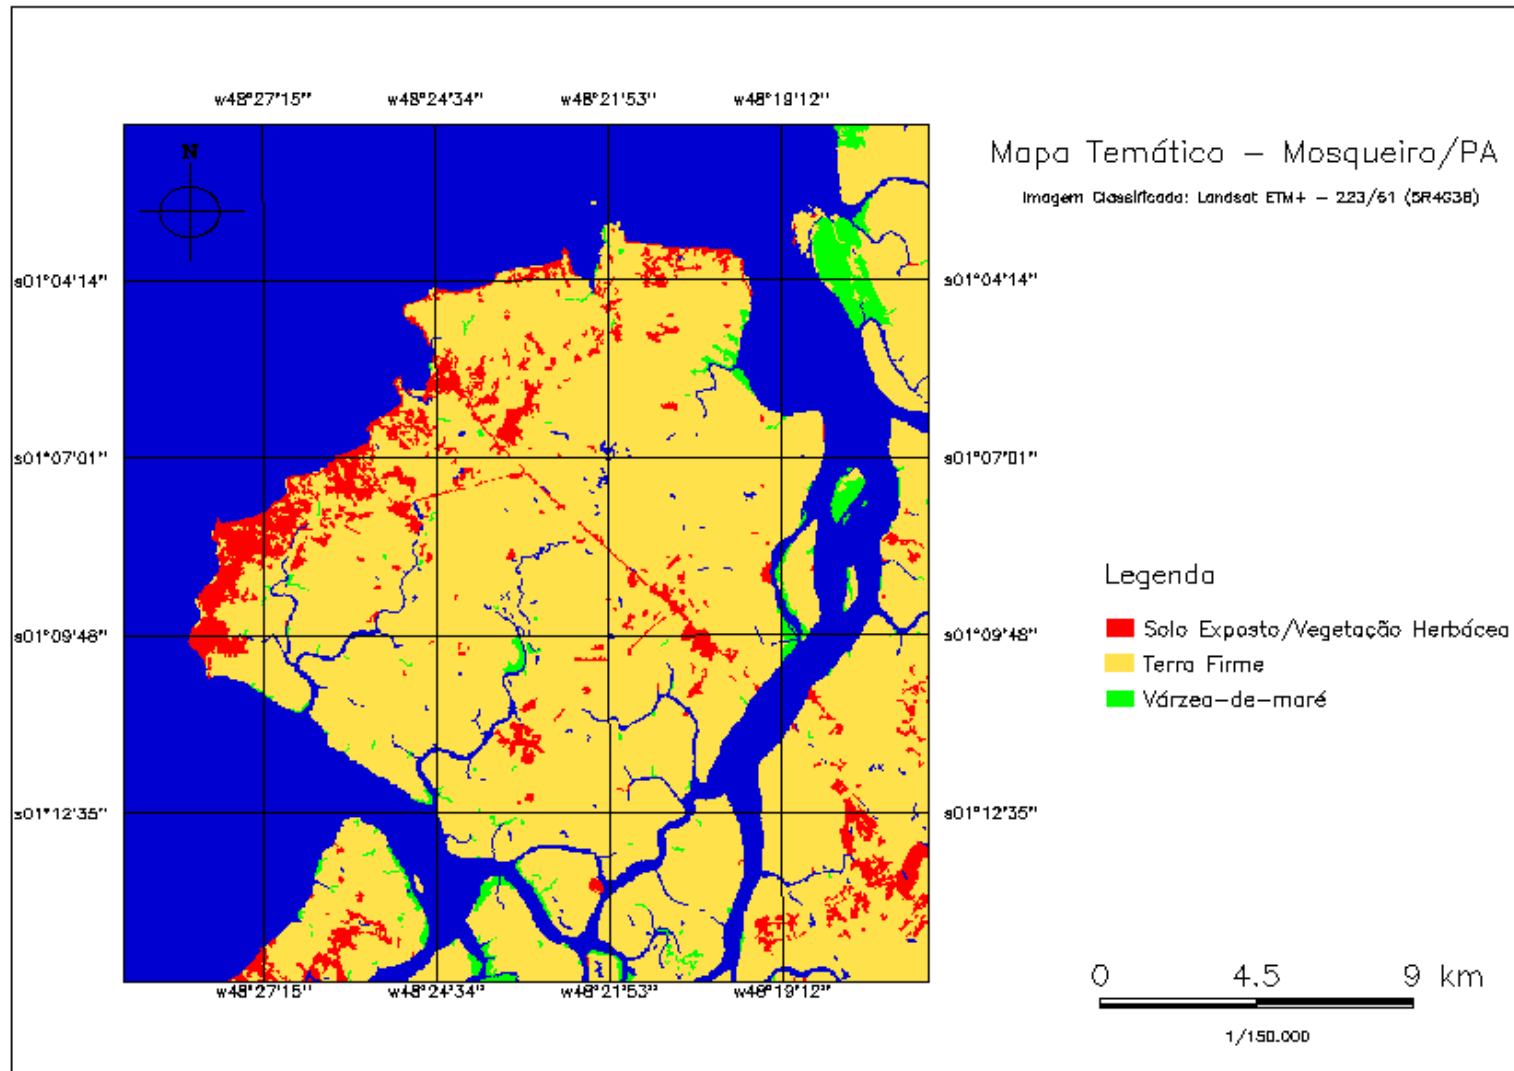 w48°27'15" w48°24'34" w48°21'53" w48°19'12"
N
Mapa Temático – Mosqueiro/PA
Imagem Classificada: Landsat ETM+ – 223/61 (5R4G3B)
s01°04'14" s01°04'14"
s01°07'01" s01°07'01"
Legenda
s01°09'48" s01°09'48"
Solo Exposto/Vegetação Herbácea
Terra Firme
Várzea-de-maré
s01°12'35" s01°12'35"
w48°27'15" w48°24'34" w48°21'53" w48°19'12"
0 4.5 9 km
1/150.000